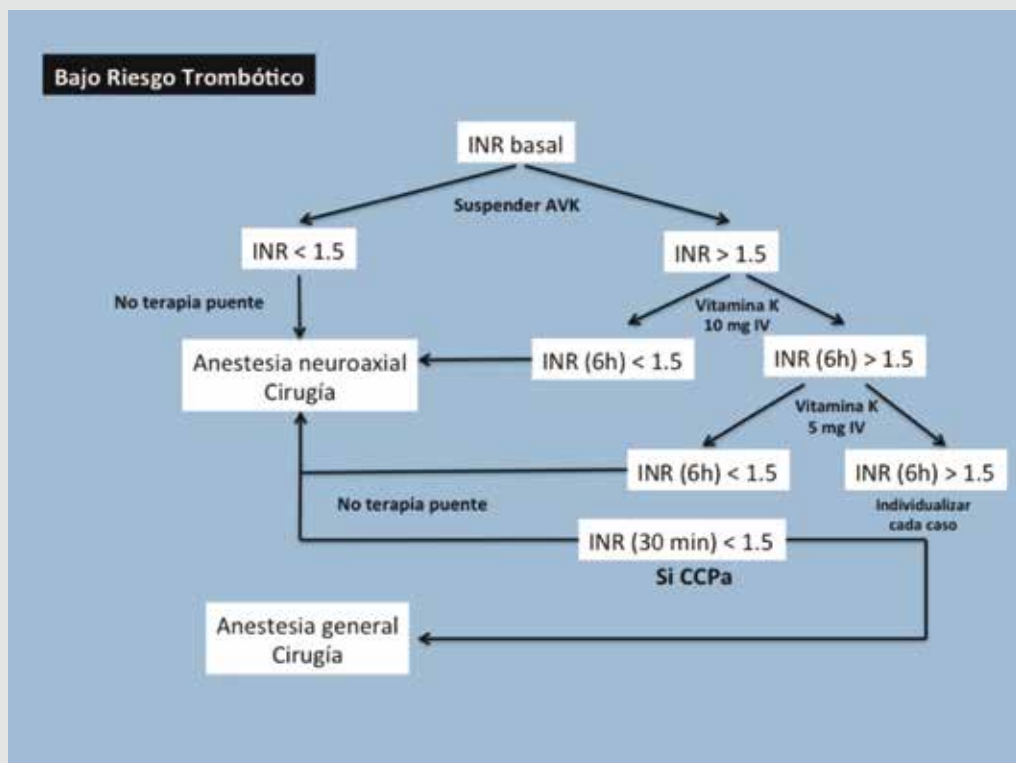 Bajo Riesgo Trombótico
INR basal
Suspender AVK
INR < 1.5
INR > 1.5
No terapia puente
Vitamina K
10 mg IV
Anestesia neuroaxial
Cirugía
INR (6h) < 1.5
INR (6h) > 1.5
Vitamina K
5 mg IV
INR (6h) < 1.5
INR (6h) > 1.5
No terapia puente
Individualizar
cada caso
INR (30 min) < 1.5
Si CCPa
Anestesia general
Cirugía